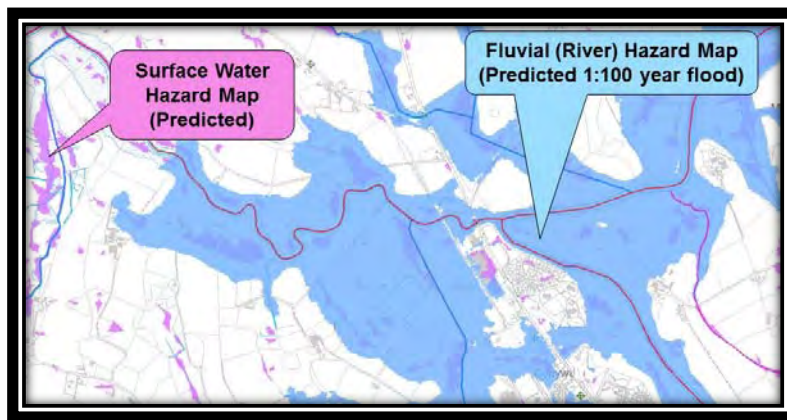 Surface Water
Hazard Map
(Predicted)
Fluvial (River) Hazard Map
(Predicted 1:100 year flood)